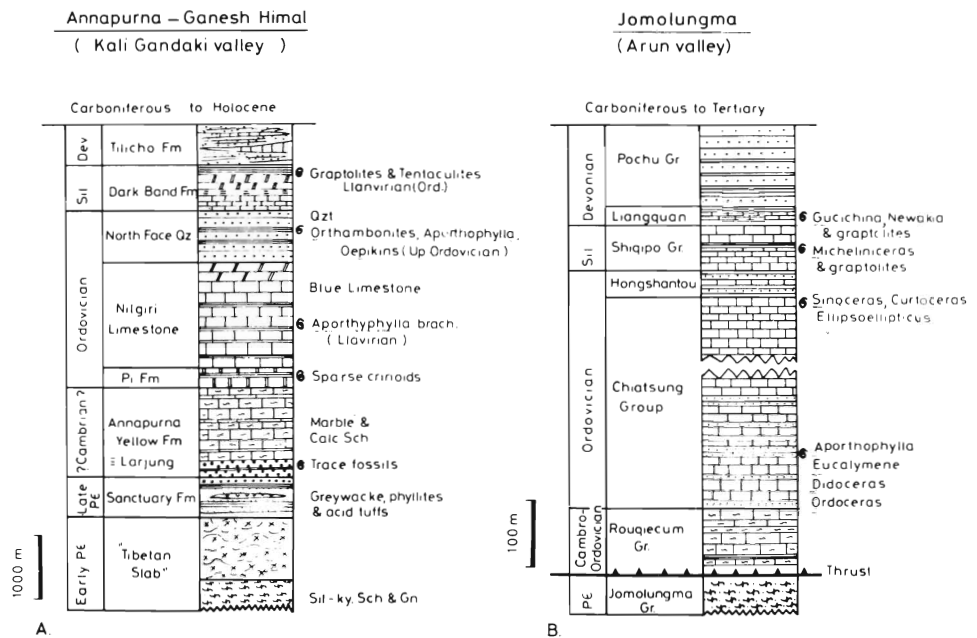 Annapurna – Ganesh Himal
( Kali Gandaki valley )
Carboniferous to Holocene
Dev
Tilicho Fm
Sil
Dark Band Fm
Graptolites & Tentaculites
Llanvirian (Ord.)
Ordovician
North Face Qz
Qzt
Orthambonites, Aporthophylla,
Oepikins (Up Ordovician)
Nilgiri
Limestone
Blue Limestone
Aporthyphylla brach.
( Llavirian )
Pi Fm
Sparse crinioids
?Cambrian?
Annapurna
Yellow Fm
≡ Larjung
Marble &
Calc Sch
Trace fossils
Late
PЄ
Sanctuary Fm
Greywacke, phyllites
& acid tuffs
Early PЄ
"Tibetan
Slab"
Sil-ky. Sch & Gn
1000 m
A.
Jomolungma
(Arun valley)
Carboniferous to Tertiary
Devonian
Pochu Gr
Liangquan
Gucichina, Newakia
& graptolites
Sil
Shiqipo Gr.
Micheliniceras
& graptolites
Hongshantou
Ordovician
Sinoceras, Curtoceras
Ellipsoellipticus
Chiatsung
Group
Aporthophylla
Eucalymene
Didoceras
Ordoceras
Cambro-
Ordovician
Rouqiecum
Gr.
Thrust
PЄ
Jomolungma
Gr.
100 m
B.